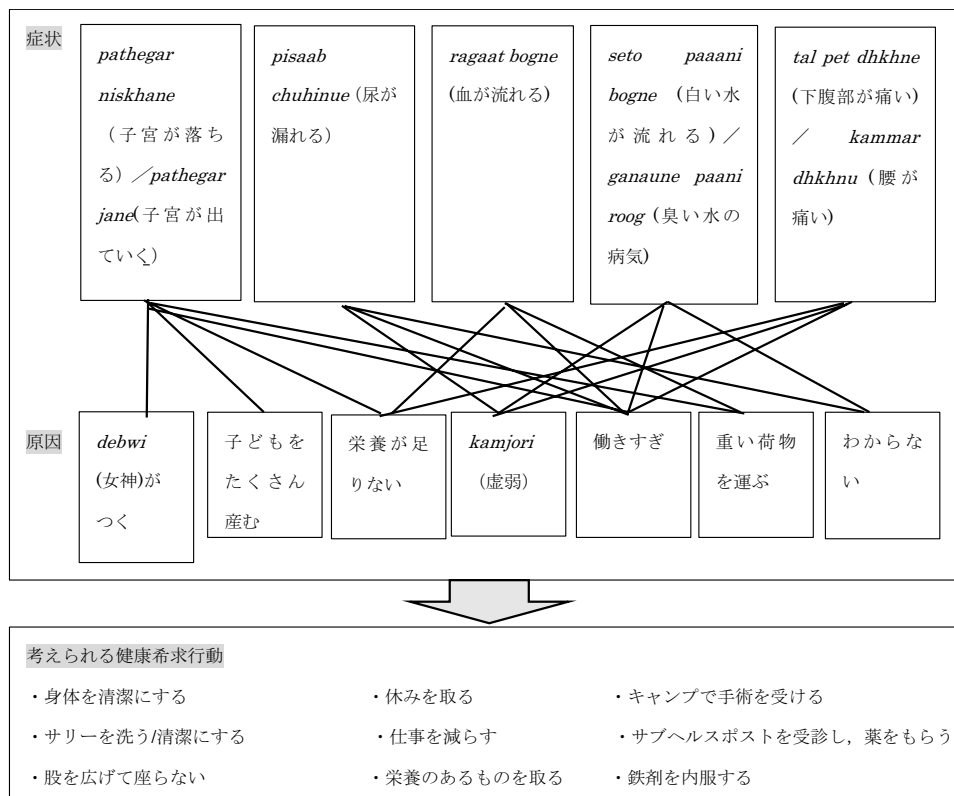 症状
pathegar
niskhane
(子宮が落ち
る）／pathegar
jane(子宮が出
ていく）
pisaab
chuhinue（尿が
漏れる）
ragaat bogne
(血が流れる）
seto paaani
bogne （白い水
が流れる）／
ganaune paani
roog（臭い水の
病気)
tal pet dhkhne
(下腹部が痛い)
／ kammar
dhkhnu（腰が
痛い）
原因
debwi
(女神)が
つく
子どもを
たくさん
産む
栄養が足
りない
kamjori
（虚弱）
働きすぎ
重い荷物
を運ぶ
わからな
い
考えられる健康希求行動
・身体を清潔にする
・休みを取る
・キャンプで手術を受ける
・サリーを洗う/清潔にする
・仕事を減らす
・サブヘルスポストを受診し，薬をもらう
・股を広げて座らない
・栄養のあるものを取る
・鉄剤を内服する